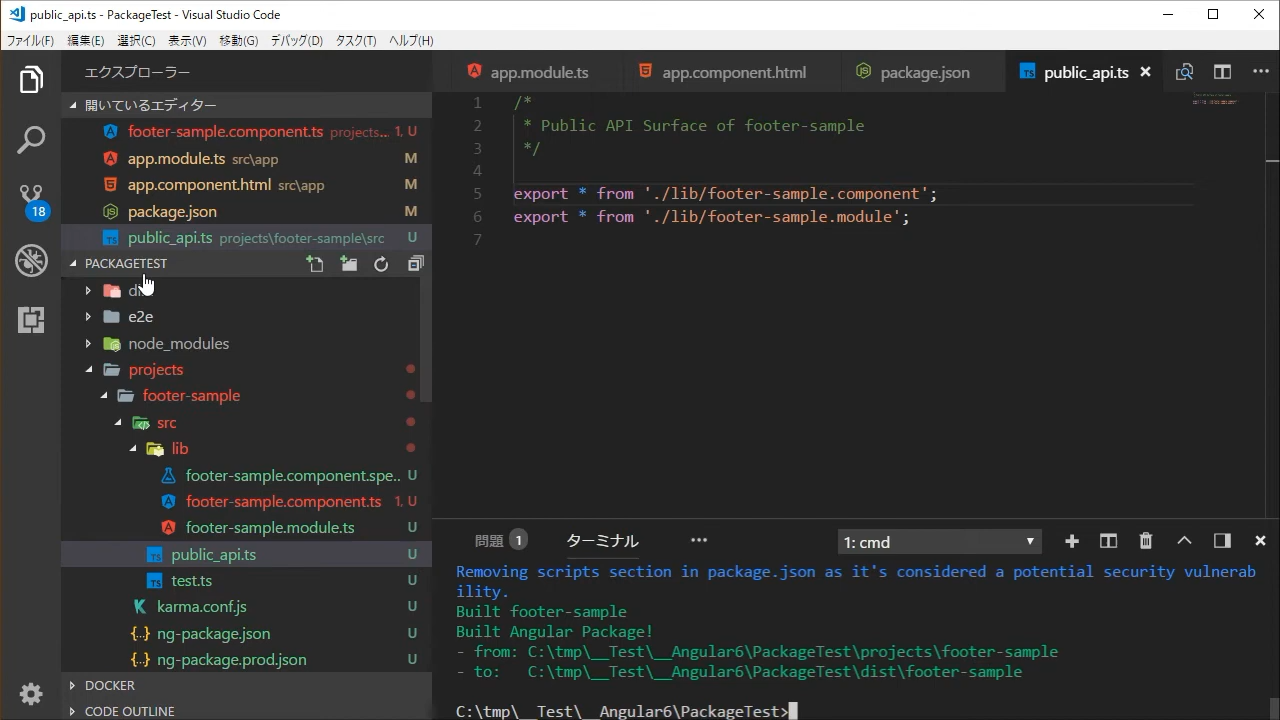 public_api.ts - PackageTest - Visual Studio Code
ファイル(F) 編集(E) 選択(C) 表示(V) 移動(G) デバッグ(D) タスク(T) ヘルプ(H)
エクスプローラー
app.module.ts app.component.html package.json public_api.ts
開いているエディター
footer-sample.component.ts projects... 1, U
app.module.ts src\app M
app.component.html src\app M
package.json M
public_api.ts projects\footer-sample\src U
PACKAGETEST
e2e
node_modules
projects
footer-sample
src
lib
footer-sample.component.spe.. U
footer-sample.component.ts 1, U
footer-sample.module.ts U
public_api.ts U
test.ts U
karma.conf.js U
ng-package.json U
ng-package.prod.json U
DOCKER
CODE OUTLINE
18
1 /*
2 * Public API Surface of footer-sample
3 */
4
5 export * from './lib/footer-sample.component';
6 export * from './lib/footer-sample.module';
7
問題 1 ターミナル ••• 1: cmd
Removing scripts section in package.json as it's considered a potential security vulnerab
ility.
Built footer-sample
Built Angular Package!
- from: C:\tmp\__Test\__Angular6\PackageTest\projects\footer-sample
- to: C:\tmp\__Test\__Angular6\PackageTest\dist\footer-sample
C:\tmp\__Test\__Angular6\PackageTest>